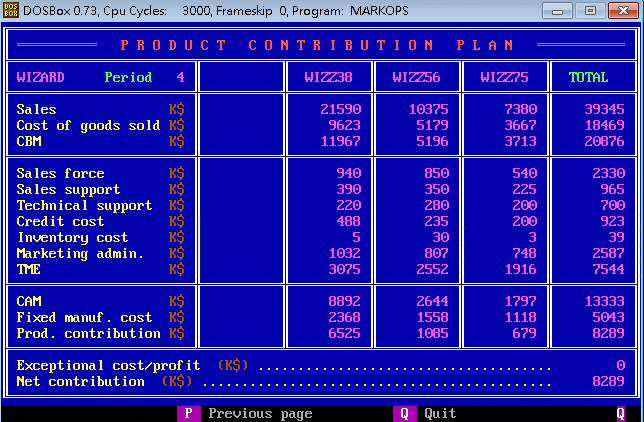 DOS BOX DOSBox 0.73, Cpu Cycles: 3000, Frameskip 0, Program: MARKOPS
PRODUCT CONTRIBUTION PLAN
WIZARD Period 4 WIZZ38 WIZZ56 WIZZ75 TOTAL
Sales K$ 21590 10375 7380 39345
Cost of goods sold K$ 9623 5179 3667 18469
CBM K$ 11967 5196 3713 20876
Sales force K$ 940 850 540 2330
Sales support K$ 390 350 225 965
Technical support K$ 220 280 200 700
Credit cost K$ 488 235 200 923
Inventory cost K$ 5 30 3 39
Marketing admin. K$ 1032 807 748 2587
TME K$ 3075 2552 1916 7544
CAM K$ 8892 2644 1797 13333
Fixed manuf. cost K$ 2368 1558 1118 5043
Prod. contribution K$ 6525 1085 679 8289
Exceptional cost/profit (K$) ..................................... 0
Net contribution (K$) ............................................ 8289
P Previous page Q Quit Q